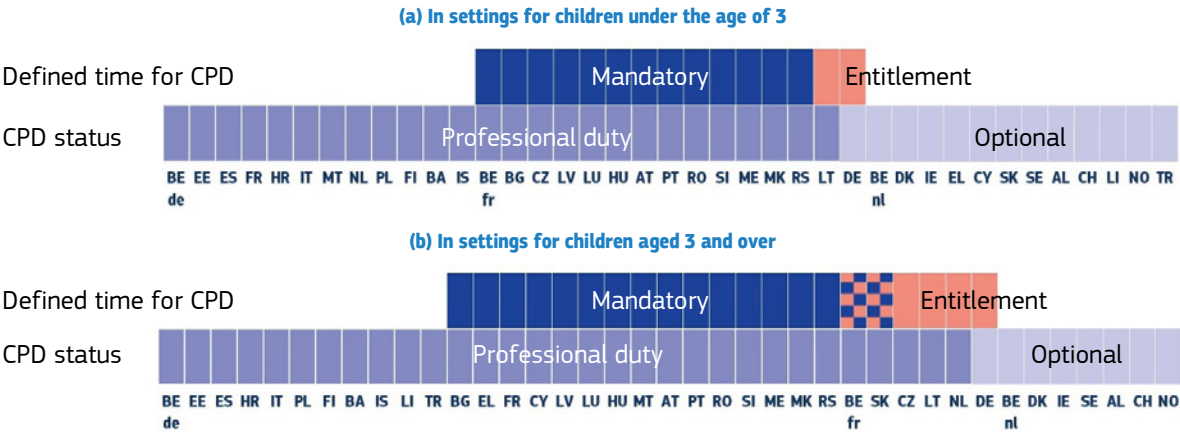 (a) In settings for children under the age of 3
Defined time for CPD Mandatory Entitlement
CPD status Professional duty Optional
BE EE ES FR HR IT MT NL PL FI BA IS BE BG CZ LV LU HU AT PT RO SI ME MK RS LT DE BE DK IE EL CY SK SE AL CH LI NO TR
de fr nl
(b) In settings for children aged 3 and over
Defined time for CPD Mandatory Entitlement
CPD status Professional duty Optional
BE EE ES HR IT PL FI BA IS LI TR BG EL FR CY LV LU HU MT AT PT RO SI ME MK RS BE SK CZ LT NL DE BE DK IE SE AL CH NO
de fr nl